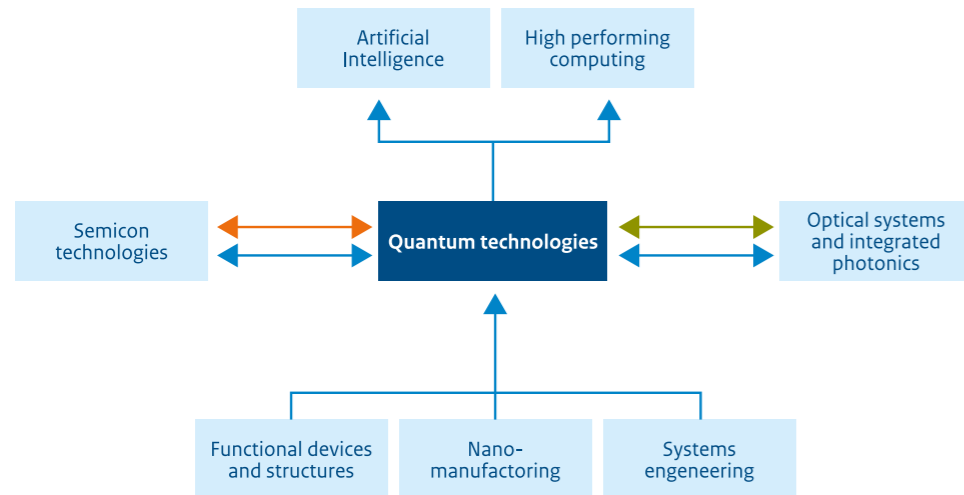 Artificial
Intelligence
High performing
computing
Semicon
technologies
Quantum technologies
Optical systems
and integrated
photonics
Functional devices
and structures
Nano-
manufactoring
Systems
engeneering